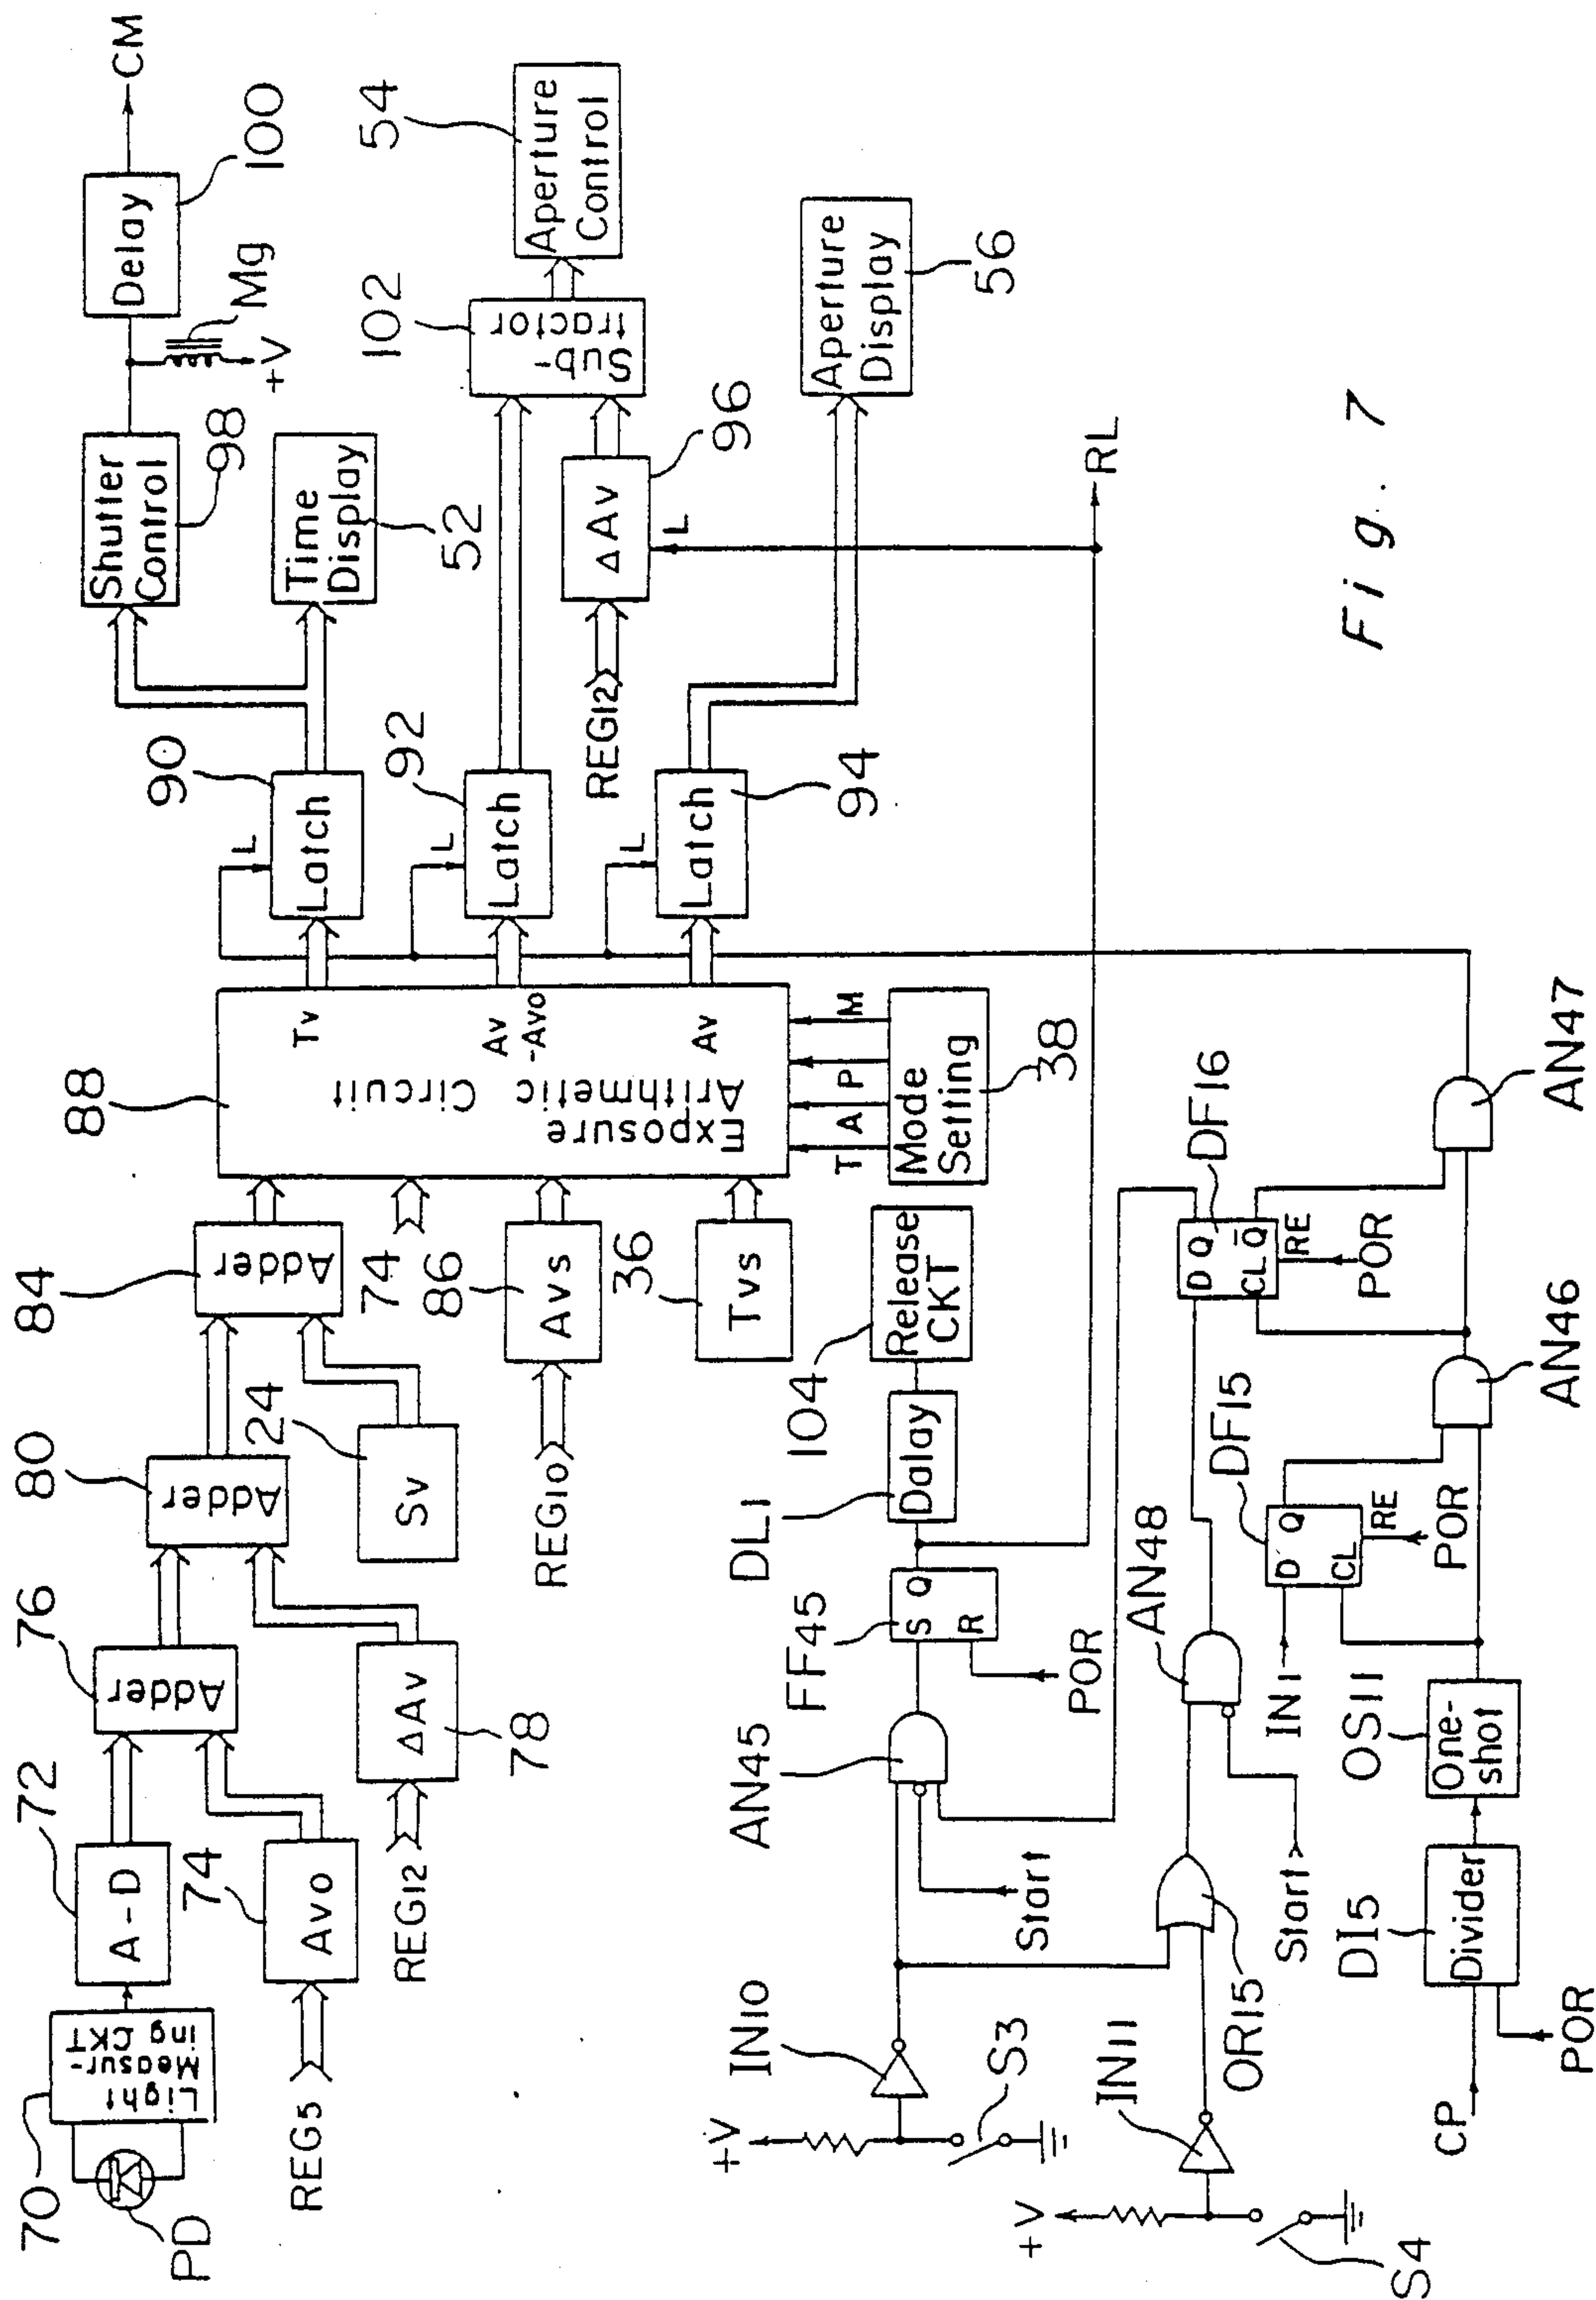 70
Light
Measur-
ing CKT
PD
72
A-D
REG5
74
Avo
76
Adder
REG12
ΔAv
78
80
Adder
24
Sv
84
Adder
74
REG10
86
Avs
36
Tvs
88
Exposure
Arithmetic Circuit
Tv
Av
-Avo
Av
T A P M
Mode
Setting
38
90
L
Latch
92
L
Latch
94
L
Latch
Shutter
Control
98
Time
Display
52
+V
Mg
Delay
100
CM
REG12
ΔAv
L
96
102
Sub-
tractor
54
Aperture
Control
Aperture
Display
56
RL
+V
S3
IN10
Start
AN45
FF45
S Q
R
POR
DL1
Dalay
104
Release
CKT
+V
S4
IN11
OR15
Start
AN48
IN1
DF15
D Q
CL
RE
POR
DF16
D Q
CL Q̄
RE
POR
CP
POR
DI5
Divider
OS11
One-
shot
AN46
AN47
Fig. 7